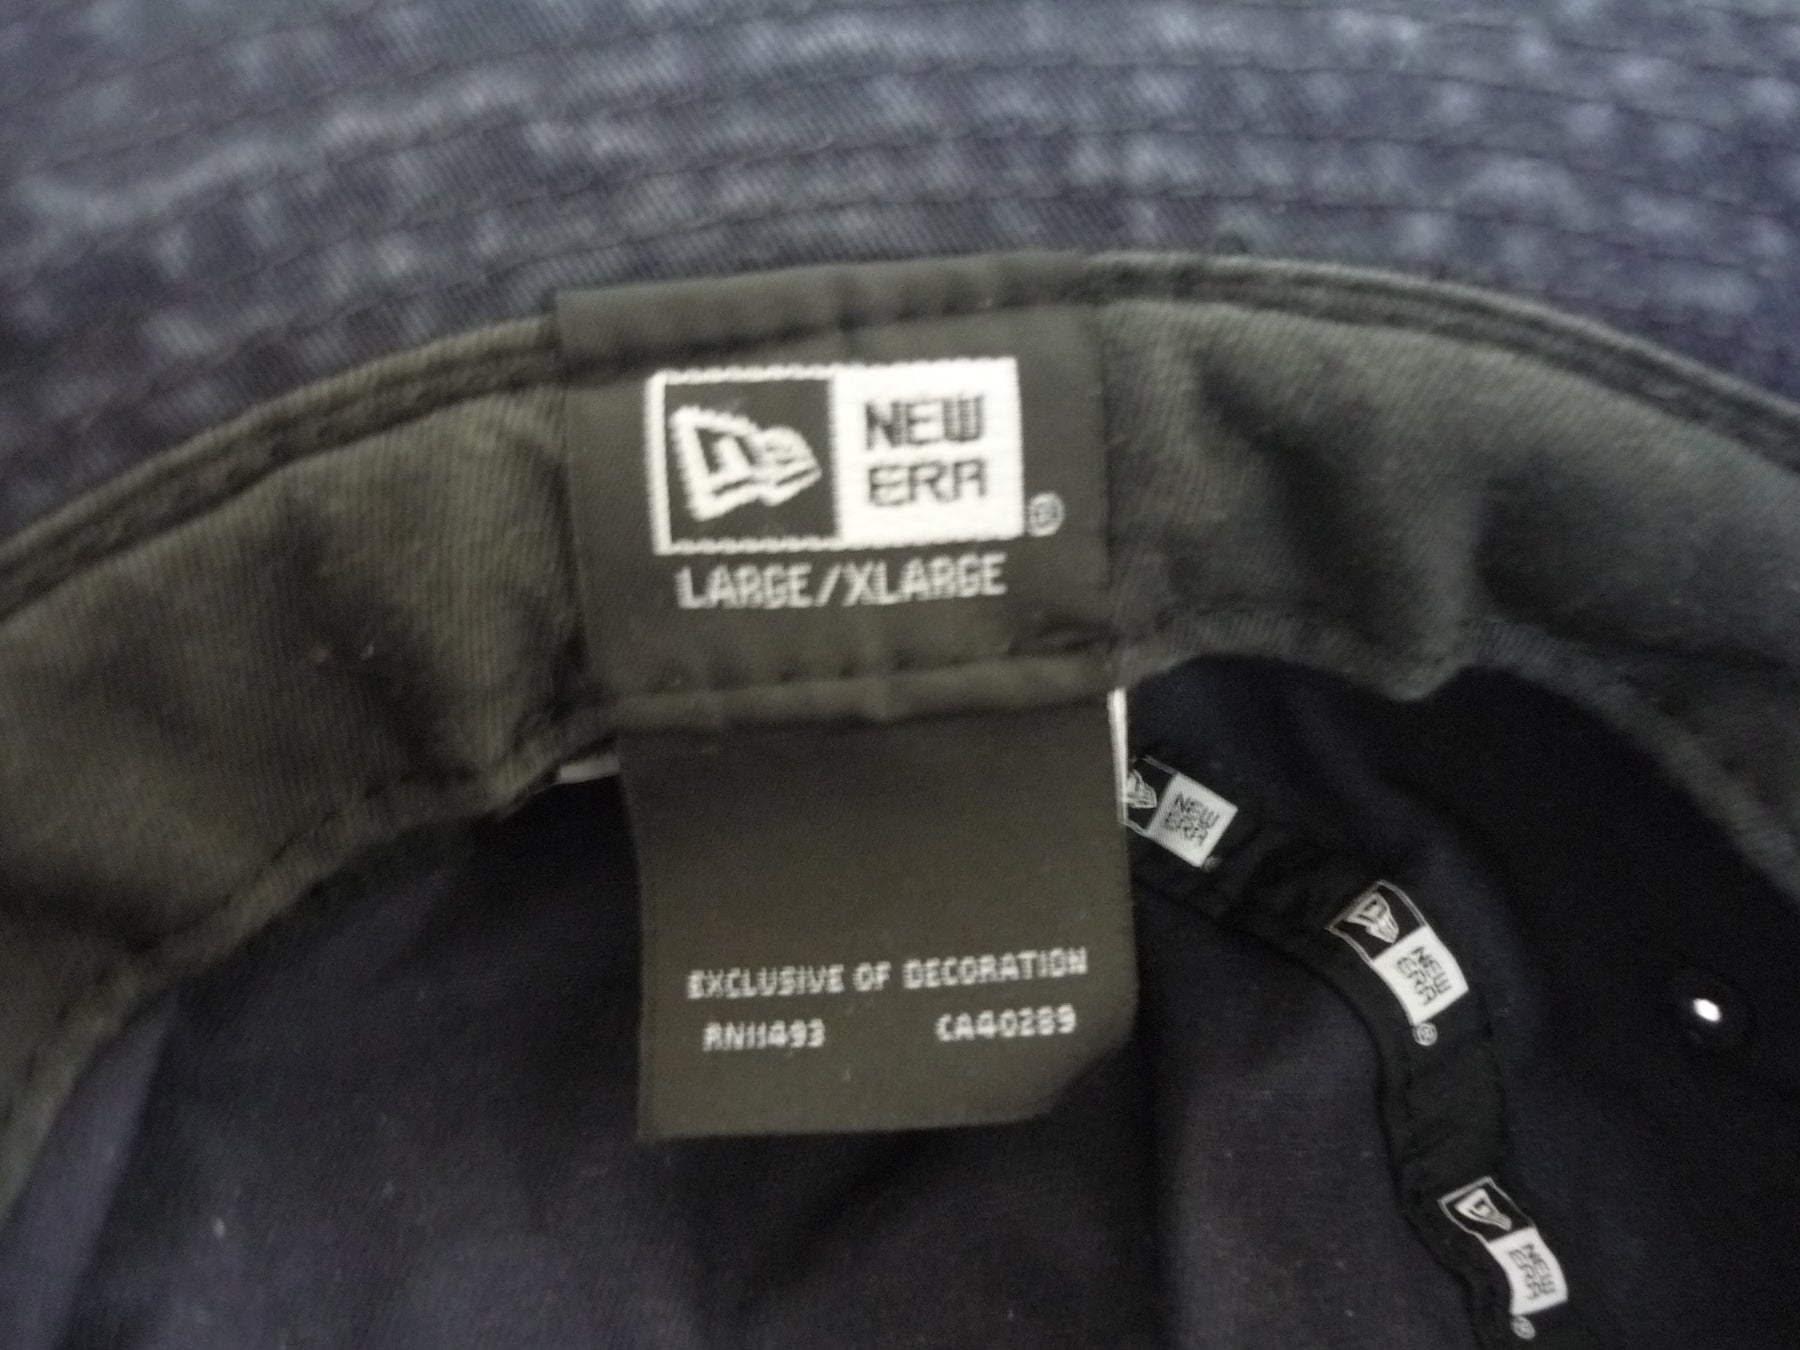 NEW
ERA
®
LARGE/XLARGE
EXCLUSIVE OF DECORATION
RN11493 CA40289
NEW
ERA
NEW
ERA
®
NEW
ERA
®